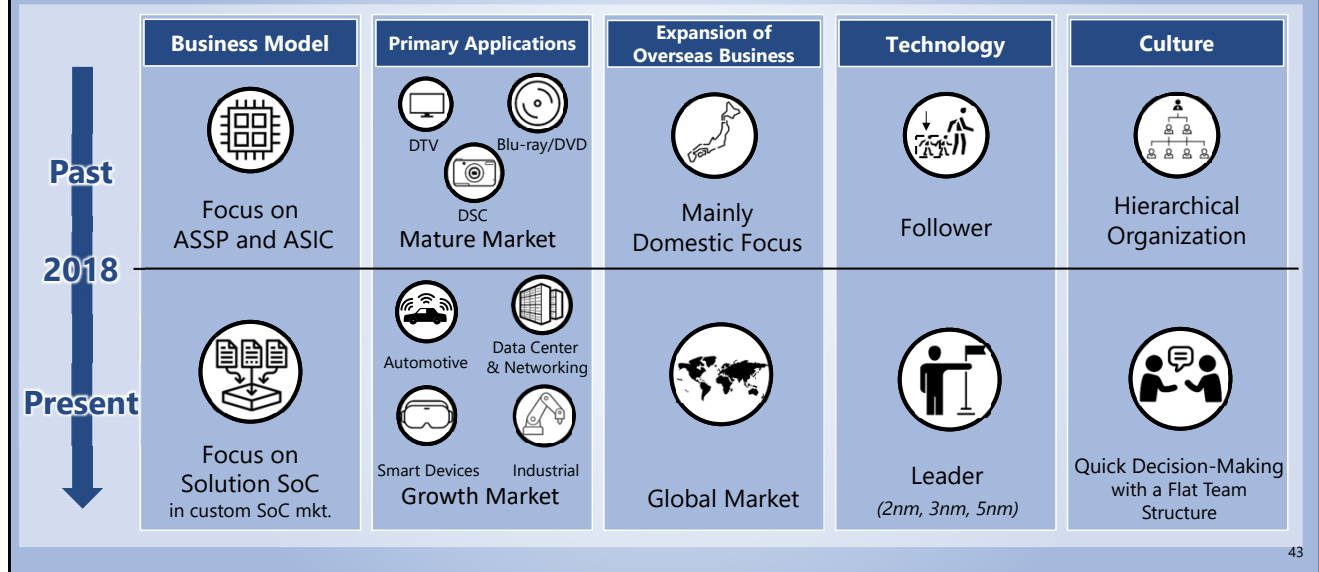 Business Model
Primary Applications
Expansion of
Overseas Business
Technology
Culture
Past
2018
Present
Focus on
ASSP and ASIC
DTV
Blu-ray/DVD
DSC
Mature Market
Mainly
Domestic Focus
Follower
Hierarchical
Organization
Focus on
Solution SoC
in custom SoC mkt.
Automotive
Data Center
& Networking
Smart Devices
Industrial
Growth Market
Global Market
Leader
(2nm, 3nm, 5nm)
Quick Decision-Making
with a Flat Team
Structure
43